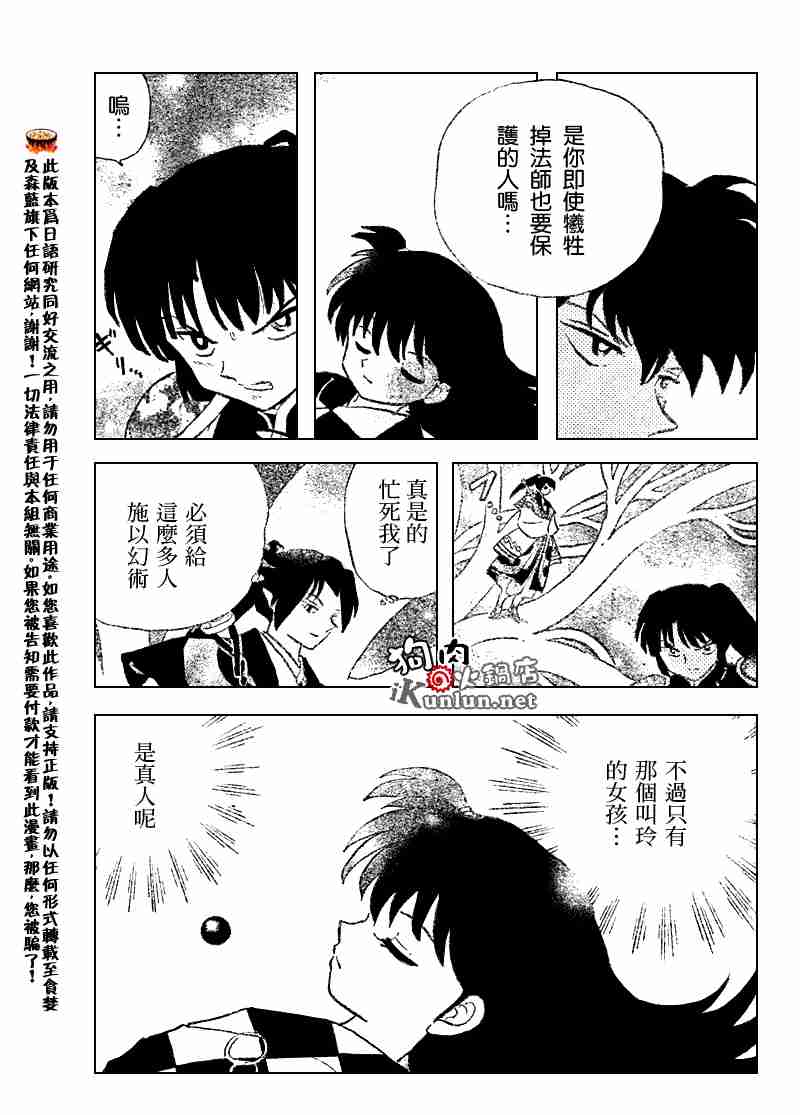 是你即使犧牲
掉法師也要保
護的人嗎…
嗚…
真是的
忙死我了
必須給
這麼多人
施以幻術
狗肉火鍋店
iKunlun.net
不過只有
那個叫玲
的女孩…
是真人呢
此版本爲日語研究同好交流之用，請勿用于任何商業用途。如您喜歡此作品，請支持正版！請勿以任何形式轉載至貪婪
及森藍旗下任何網站，謝謝！一切法律責任與本組無關。如果您被告知需要付款才能看到此漫畫，那麼，您被騙了！